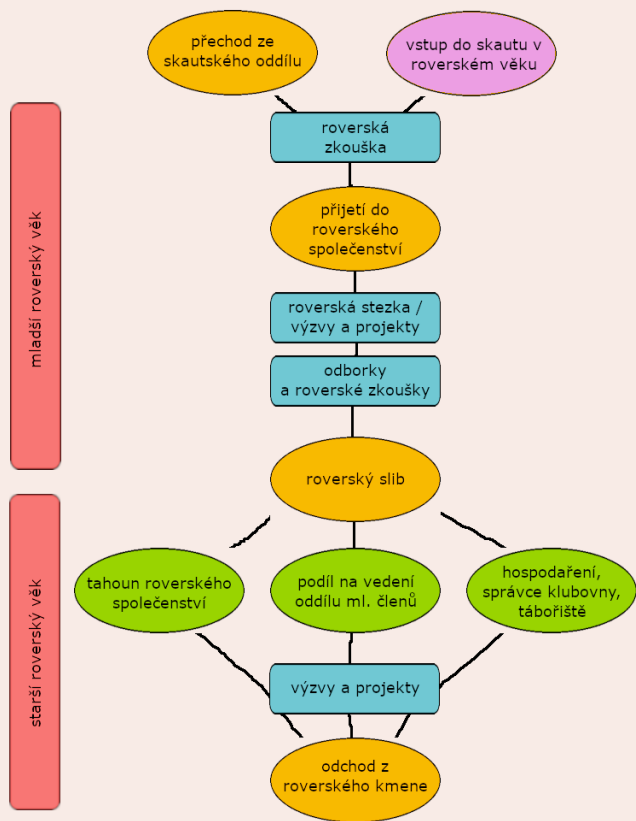 přechod ze
skautského oddílu
vstup do skautu v
roverském věku
mladší roverský věk
roverská
zkouška
přijetí do
roverského
společenství
roverská stezka /
výzvy a projekty
odborky
a roverské zkoušky
roverský slib
starší roverský věk
tahoun roverského
společenství
podíl na vedení
oddílu ml. členů
hospodaření,
správce klubovny,
tábořiště
výzvy a projekty
odchod z
roverského kmene